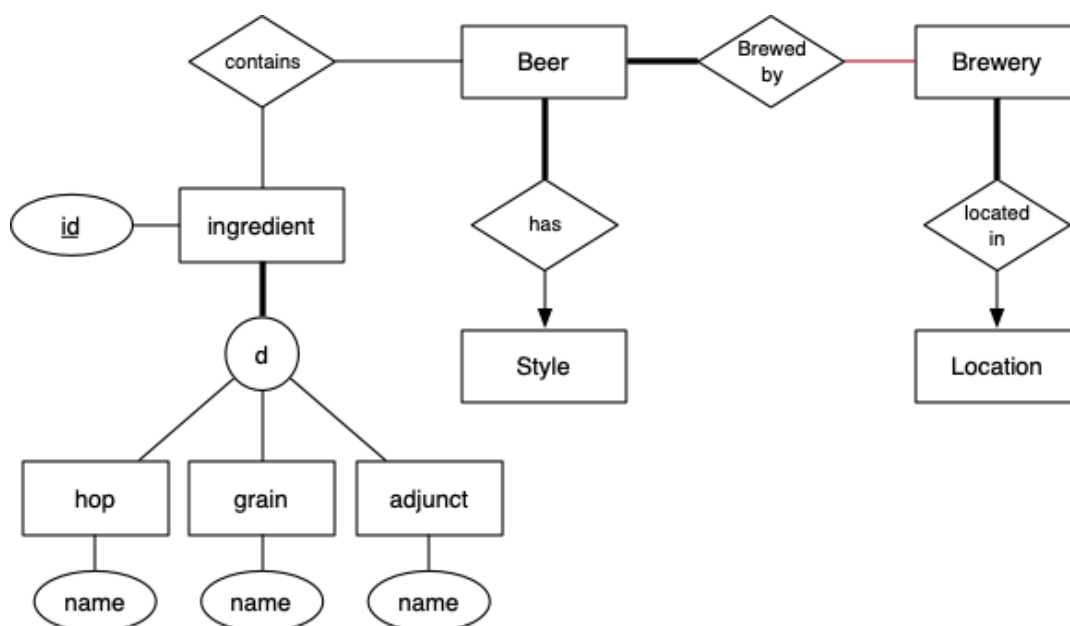 contains
Beer
Brewed
by
Brewery
id
ingredient
has
located
in
d
Style
Location
hop
grain
adjunct
name
name
name